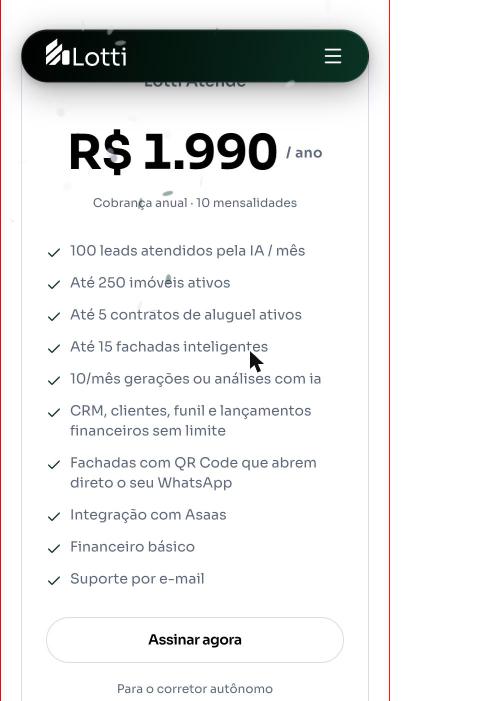 Lotti
Lotti Atende
R$ 1.990 / ano
Cobrança anual · 10 mensalidades
100 leads atendidos pela IA / mês
Até 250 imóveis ativos
Até 5 contratos de aluguel ativos
Até 15 fachadas inteligentes
10/mês gerações ou análises com ia
CRM, clientes, funil e lançamentos
financeiros sem limite
Fachadas com QR Code que abrem
direto o seu WhatsApp
Integração com Asaas
Financeiro básico
Suporte por e-mail
Assinar agora
Para o corretor autônomo